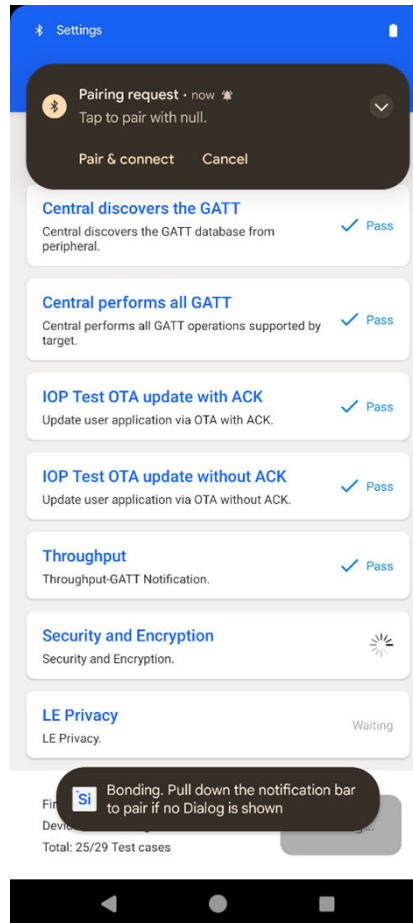 Settings
Pairing request • now
Tap to pair with null.
Pair & connect Cancel
Central discovers the GATT
Central discovers the GATT database from
peripheral.
Pass
Central performs all GATT
Central performs all GATT operations supported by
target.
Pass
IOP Test OTA update with ACK
Update user application via OTA with ACK.
Pass
IOP Test OTA update without ACK
Update user application via OTA without ACK.
Pass
Throughput
Throughput-GATT Notification.
Pass
Security and Encryption
Security and Encryption.
LE Privacy
LE Privacy.
Waiting
Si
Bonding. Pull down the notification bar
to pair if no Dialog is shown
Total: 25/29 Test cases